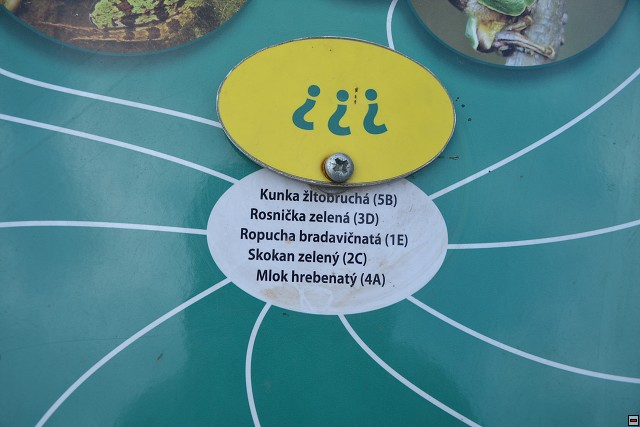 ¿¿¿
Kunka žltobruchá (5B)
Rosnička zelená (3D)
Ropucha bradavičnatá (1E)
Skokan zelený (2C)
Mlok hrebenatý (4A)